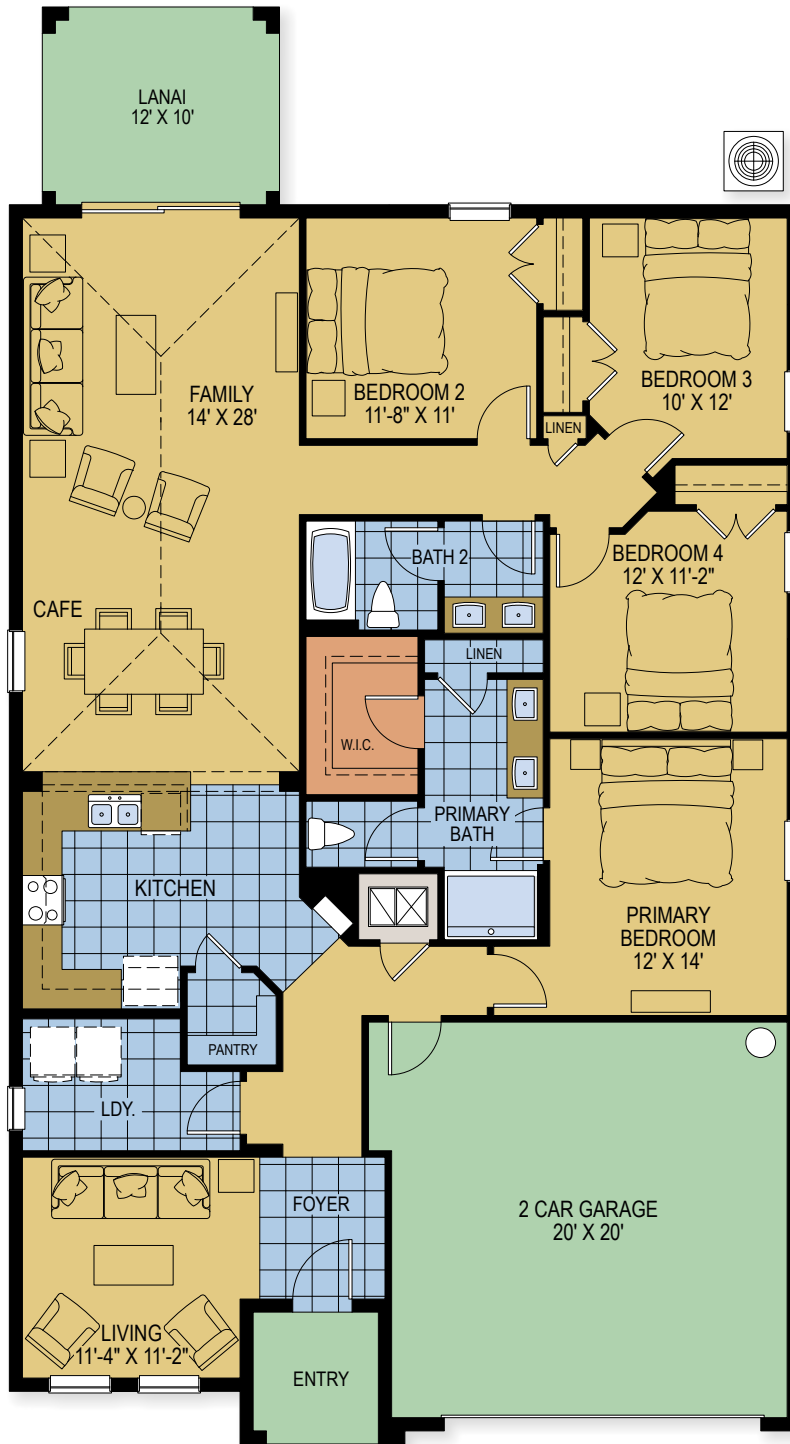 LANAI
12' X 10'
FAMILY
14' X 28'
BEDROOM 2
11'-8" X 11'
BEDROOM 3
10' X 12'
LINEN
BATH 2
BEDROOM 4
12' X 11'-2"
CAFE
LINEN
W.I.C.
PRIMARY
BATH
KITCHEN
PRIMARY
BEDROOM
12' X 14'
PANTRY
LDY.
FOYER
2 CAR GARAGE
20' X 20'
LIVING
11'-4" X 11'-2"
ENTRY